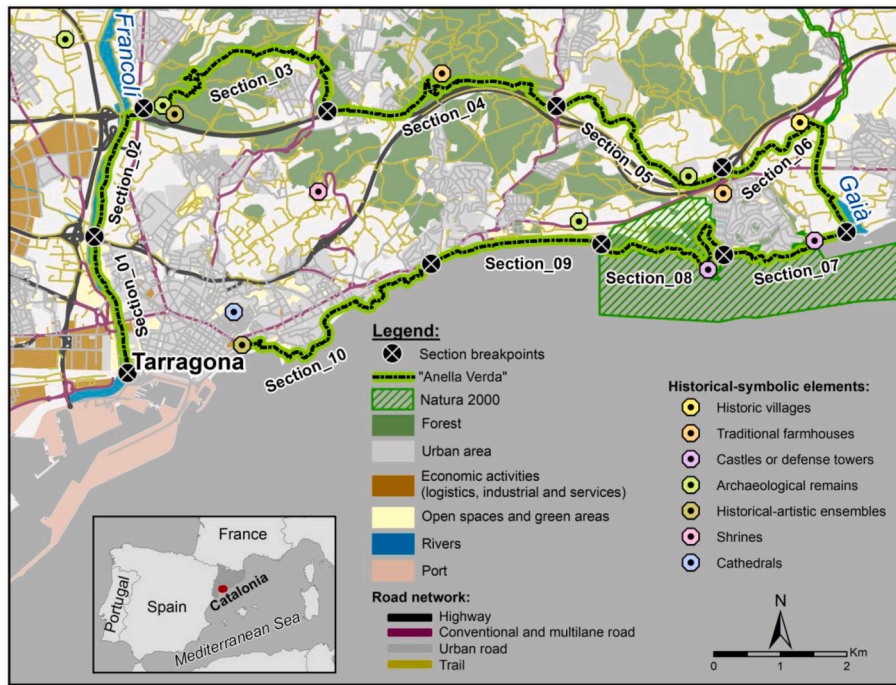 Francolí
Section_03
Section_04
Section_02
Section_05
Section_06
Gaià
Section_01
Section_09
Section_08
Section_07
Tarragona
Section_10
Legend:
Section breakpoints
"Anella Verda"
Natura 2000
Forest
Urban area
Economic activities
(logistics, industrial and services)
Open spaces and green areas
Rivers
Port
Road network:
Highway
Conventional and multilane road
Urban road
Trail
Historical-symbolic elements:
Historic villages
Traditional farmhouses
Castles or defense towers
Archaeological remains
Historical-artistic ensembles
Shrines
Cathedrals
France
Portugal
Spain
Catalonia
Mediterranean Sea
N
Km
0 1 2